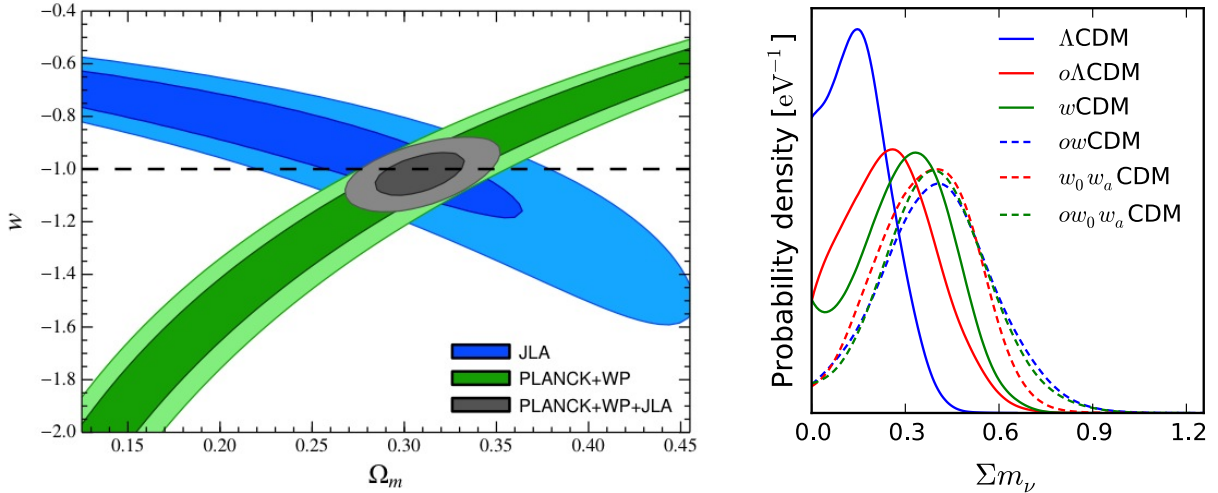 −0.4
−0.6
−0.8
−1.0
−1.2
−1.4
−1.6
−1.8
−2.0
w
0.15 0.20 0.25 0.30 0.35 0.40 0.45
Ωₘ
JLA
PLANCK+WP
PLANCK+WP+JLA
Probability density [eV⁻¹]
ΛCDM
oΛCDM
wCDM
owCDM
w₀wₐCDM
ow₀wₐCDM
0.0 0.3 0.6 0.9 1.2
Σmᵥ